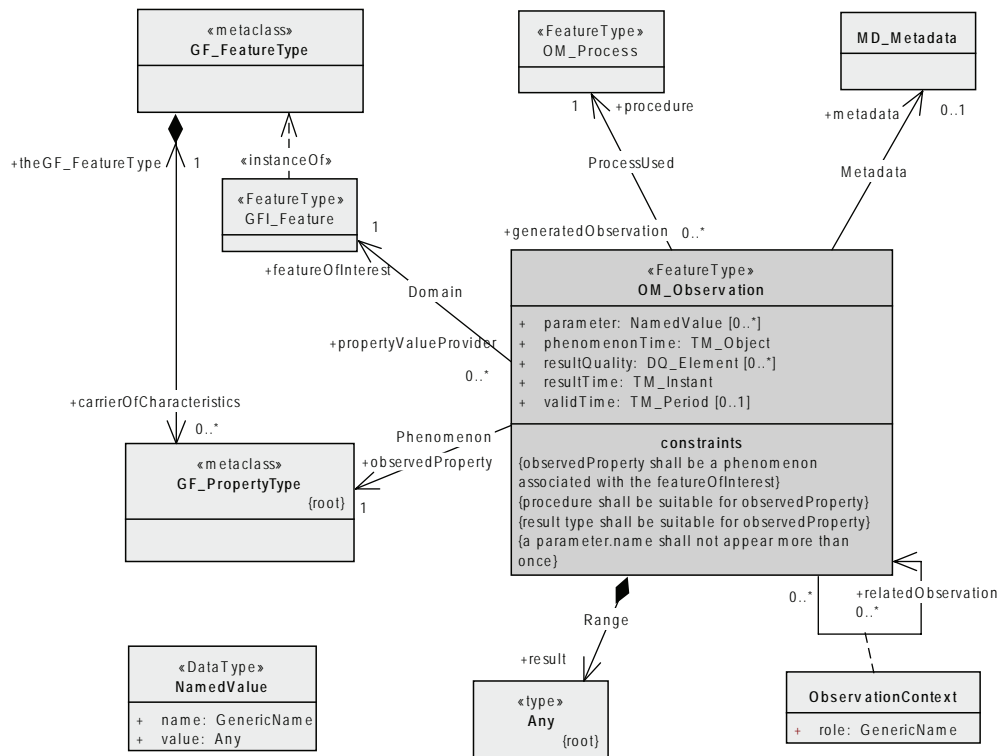 «metaclass»
GF_FeatureType
«FeatureType»
OM_Process
MD_Metadata
1
+procedure
+metadata
0..*
0..1
+theGF_FeatureType
1
«instanceOf»
ProcessUsed
Metadata
«FeatureType»
GFI_Feature
1
+generatedObservation
0..*
+featureOfInterest
Domain
+propertyValueProvider
0..*
«FeatureType»
OM_Observation
+ parameter: NamedValue [0..*]
+ phenomenonTime: TM_Object
+ resultQuality: DQ_Element [0..*]
+ resultTime: TM_Instant
+ validTime: TM_Period [0..1]
constraints
{observedProperty shall be a phenomenon
associated with the featureOfInterest}
{procedure shall be suitable for observedProperty}
{result type shall be suitable for observedProperty}
{a parameter.name shall not appear more than
once}
+carrierOfCharacteristics
0..*
Phenomenon
+observedProperty
1
«metaclass»
GF_PropertyType
{root}
0..*
+relatedObservation
0..*
Range
+result
«DataType»
NamedValue
+ name: GenericName
+ value: Any
«type»
Any
{root}
ObservationContext
+ role: GenericName